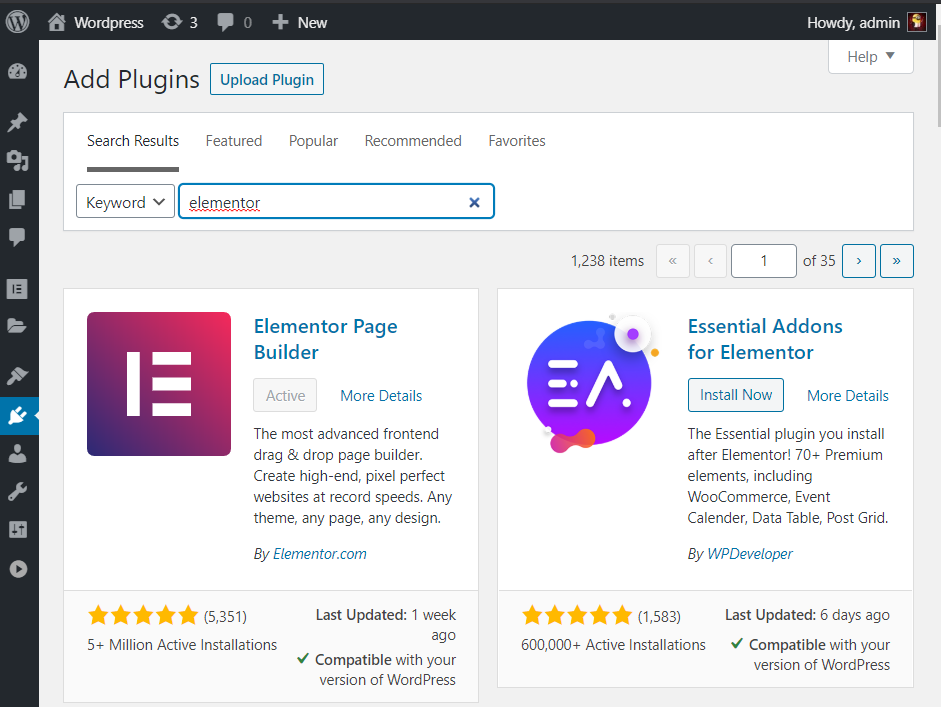 Wordpress 3 0 New Howdy, admin
Help
Add Plugins Upload Plugin
Search Results Featured Popular Recommended Favorites
Keyword elementor
1,238 items « ‹ 1 of 35 › »
Elementor Page
Builder
Active More Details
The most advanced frontend
drag & drop page builder.
Create high-end, pixel perfect
websites at record speeds. Any
theme, any page, any design.
By Elementor.com
(5,351)
5+ Million Active Installations
Last Updated: 1 week
ago
Compatible with your
version of WordPress
EA
Essential Addons
for Elementor
Install Now More Details
The Essential plugin you install
after Elementor! 70+ Premium
elements, including
WooCommerce, Event
Calender, Data Table, Post Grid.
By WPDeveloper
(1,583)
600,000+ Active Installations
Last Updated: 6 days ago
Compatible with your
version of WordPress